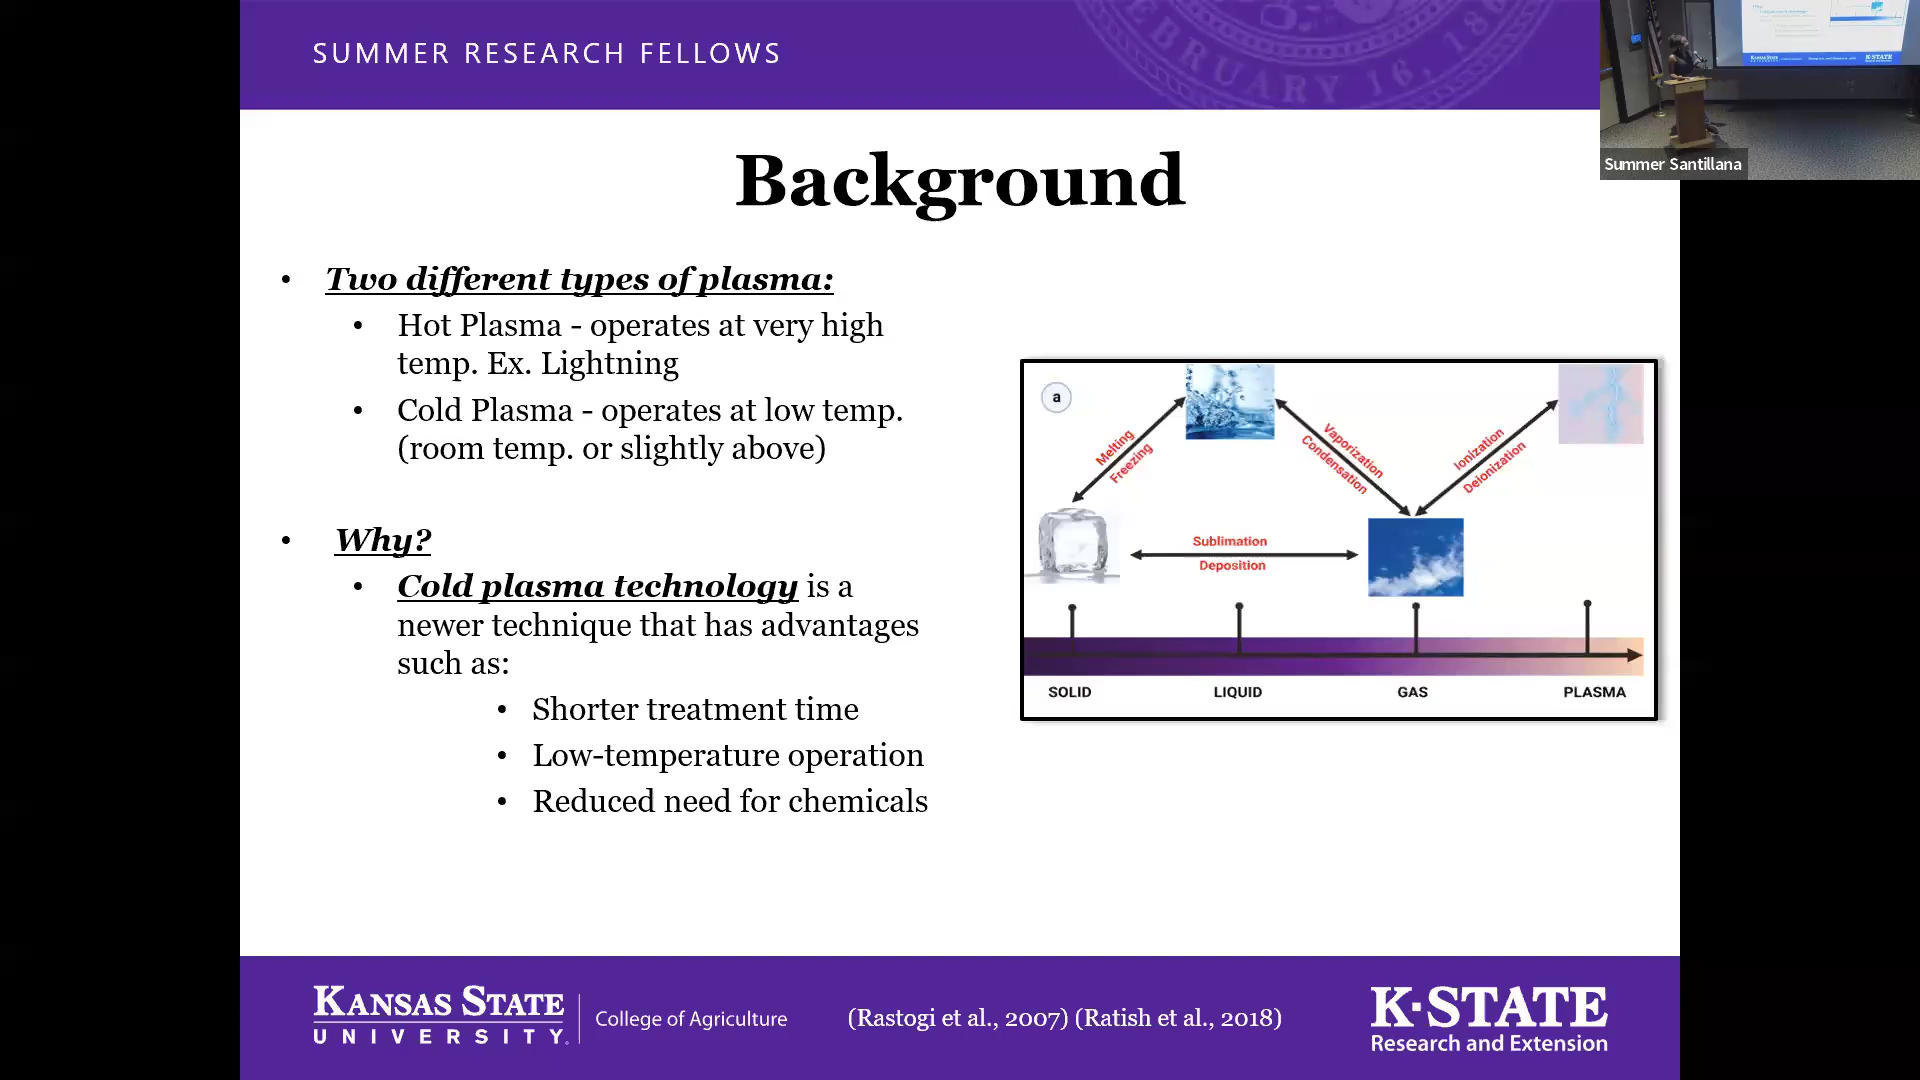 SUMMER RESEARCH FELLOWS
FEBRUARY 16, 186
Summer Santillana
Background
• Two different types of plasma:
• Hot Plasma - operates at very high
temp. Ex. Lightning
• Cold Plasma - operates at low temp.
(room temp. or slightly above)
• Why?
• Cold plasma technology is a
newer technique that has advantages
such as:
• Shorter treatment time
• Low-temperature operation
• Reduced need for chemicals
a
Melting
Freezing
Vaporization
Condensation
Ionization
Deionization
Sublimation
Deposition
SOLID
LIQUID
GAS
PLASMA
KANSAS STATE
UNIVERSITY
College of Agriculture
(Rastogi et al., 2007) (Ratish et al., 2018)
K-STATE
Research and Extension